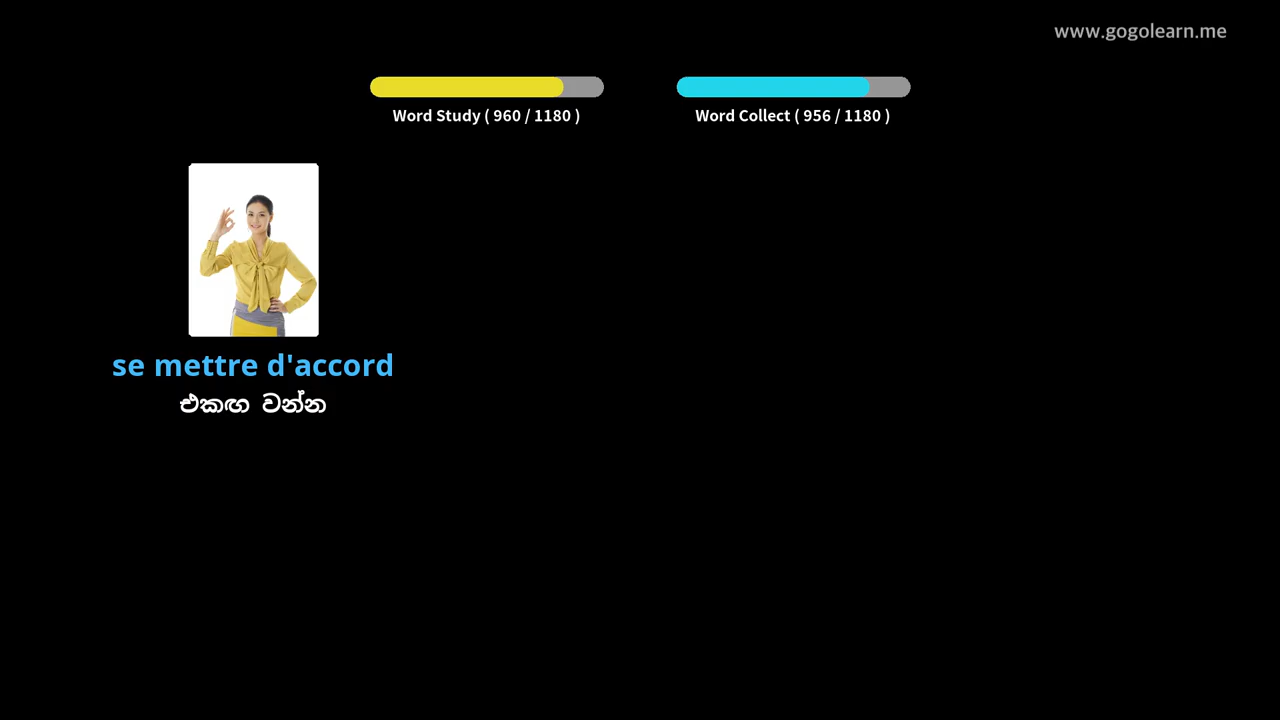 www.gogolearn.me
Word Study ( 960 / 1180 )
Word Collect ( 956 / 1180 )
se mettre d'accord
එකඟ වන්න